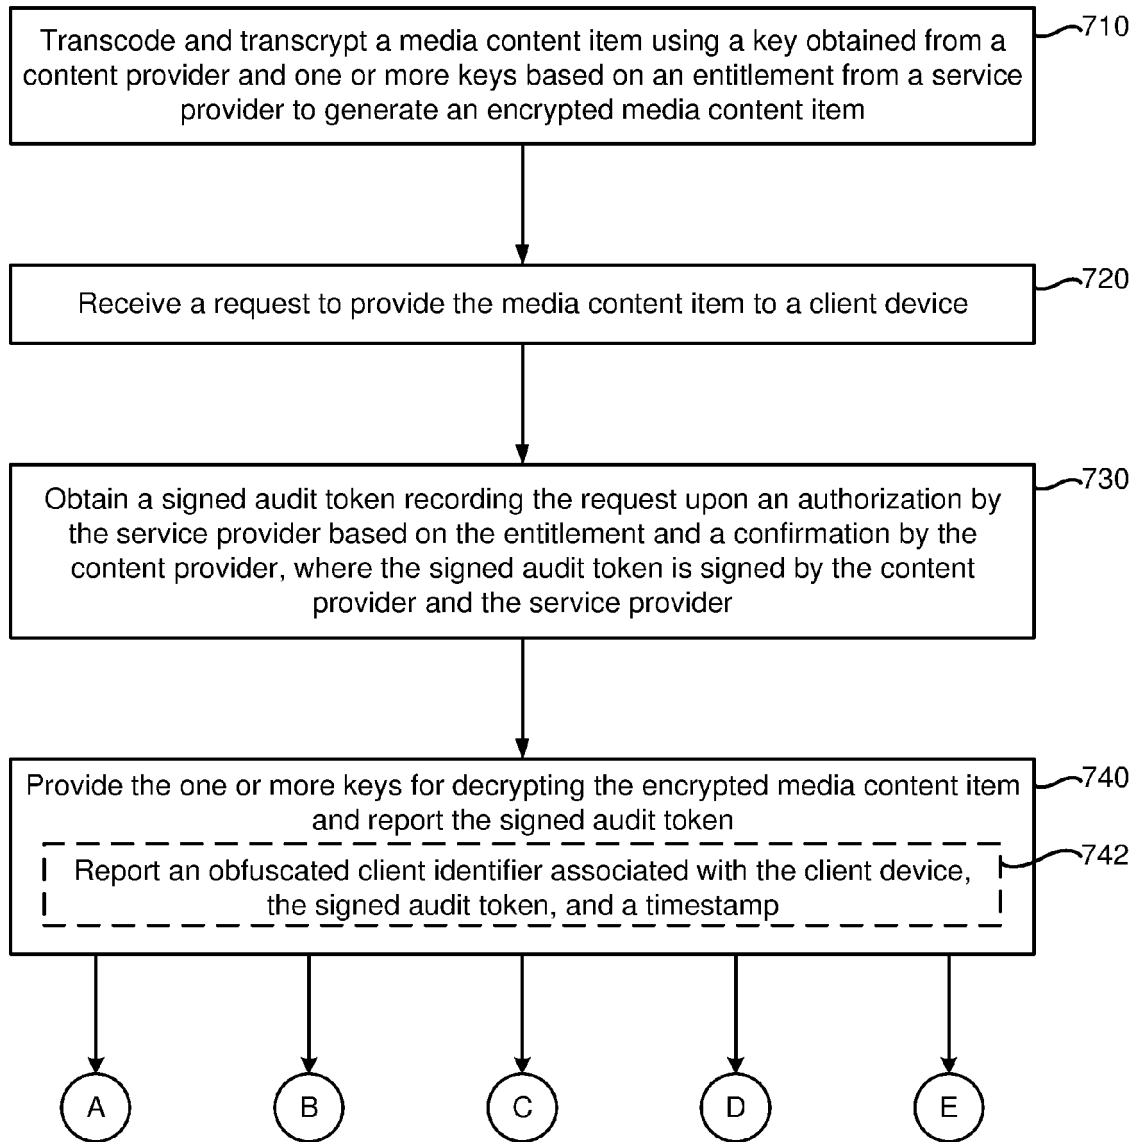 Transcode and transcrypt a media content item using a key obtained from a
content provider and one or more keys based on an entitlement from a service
provider to generate an encrypted media content item
710
Receive a request to provide the media content item to a client device
720
Obtain a signed audit token recording the request upon an authorization by
the service provider based on the entitlement and a confirmation by the
content provider, where the signed audit token is signed by the content
provider and the service provider
730
Provide the one or more keys for decrypting the encrypted media content item
and report the signed audit token
740
Report an obfuscated client identifier associated with the client device,
the signed audit token, and a timestamp
742
A B C D E